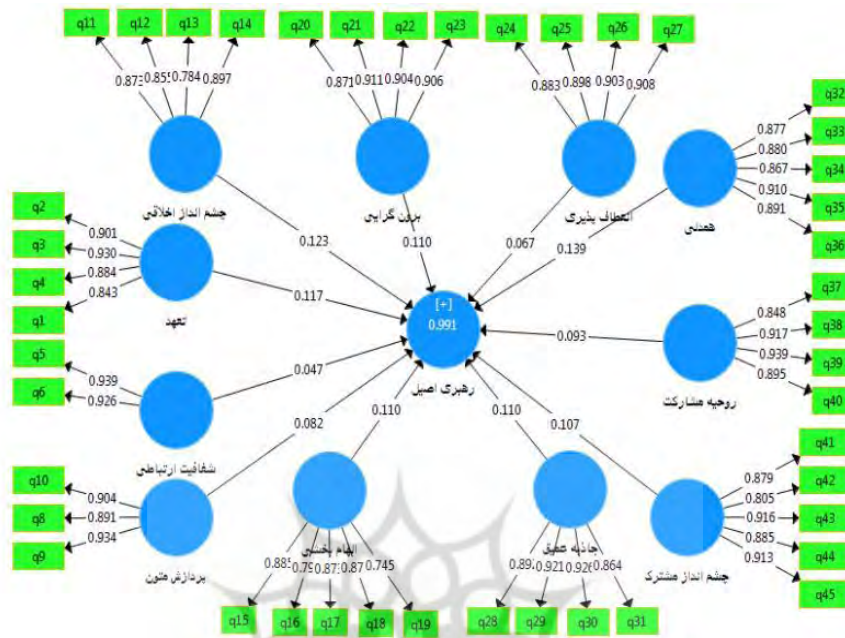 q11 q12 q13 q14 q20 q21 q22 q23 q24 q25 q26 q27
0.873 0.855 0.784 0.897 0.871 0.911 0.904 0.906 0.883 0.898 0.903 0.908
q32
q33
q34
q35
q36
0.877
0.880
0.867
0.910
0.891
چشم انداز اخلاقی
برون گرایی
انعطاف پذیری
همدلی
q2
q3
q4
q1
0.901
0.930
0.884
0.843
تعهد
0.123
0.110
0.067
0.139
0.117
[+]
0.991
رهبری اصیل
0.093
q37
q38
q39
q40
0.848
0.917
0.939
0.895
روحیه مشارکت
q5
q6
0.939
0.926
شفافیت ارتباطی
0.047
0.082
0.110
0.110
0.107
q10
q8
q9
0.904
0.891
0.934
پردازش متون
الهام بخشی
جاذبه عمیق
چشم انداز مشترک
q41
q42
q43
q44
q45
0.879
0.805
0.916
0.885
0.913
0.745
0.921
0.864
q15 q16 q17 q18 q19 q28 q29 q30 q31